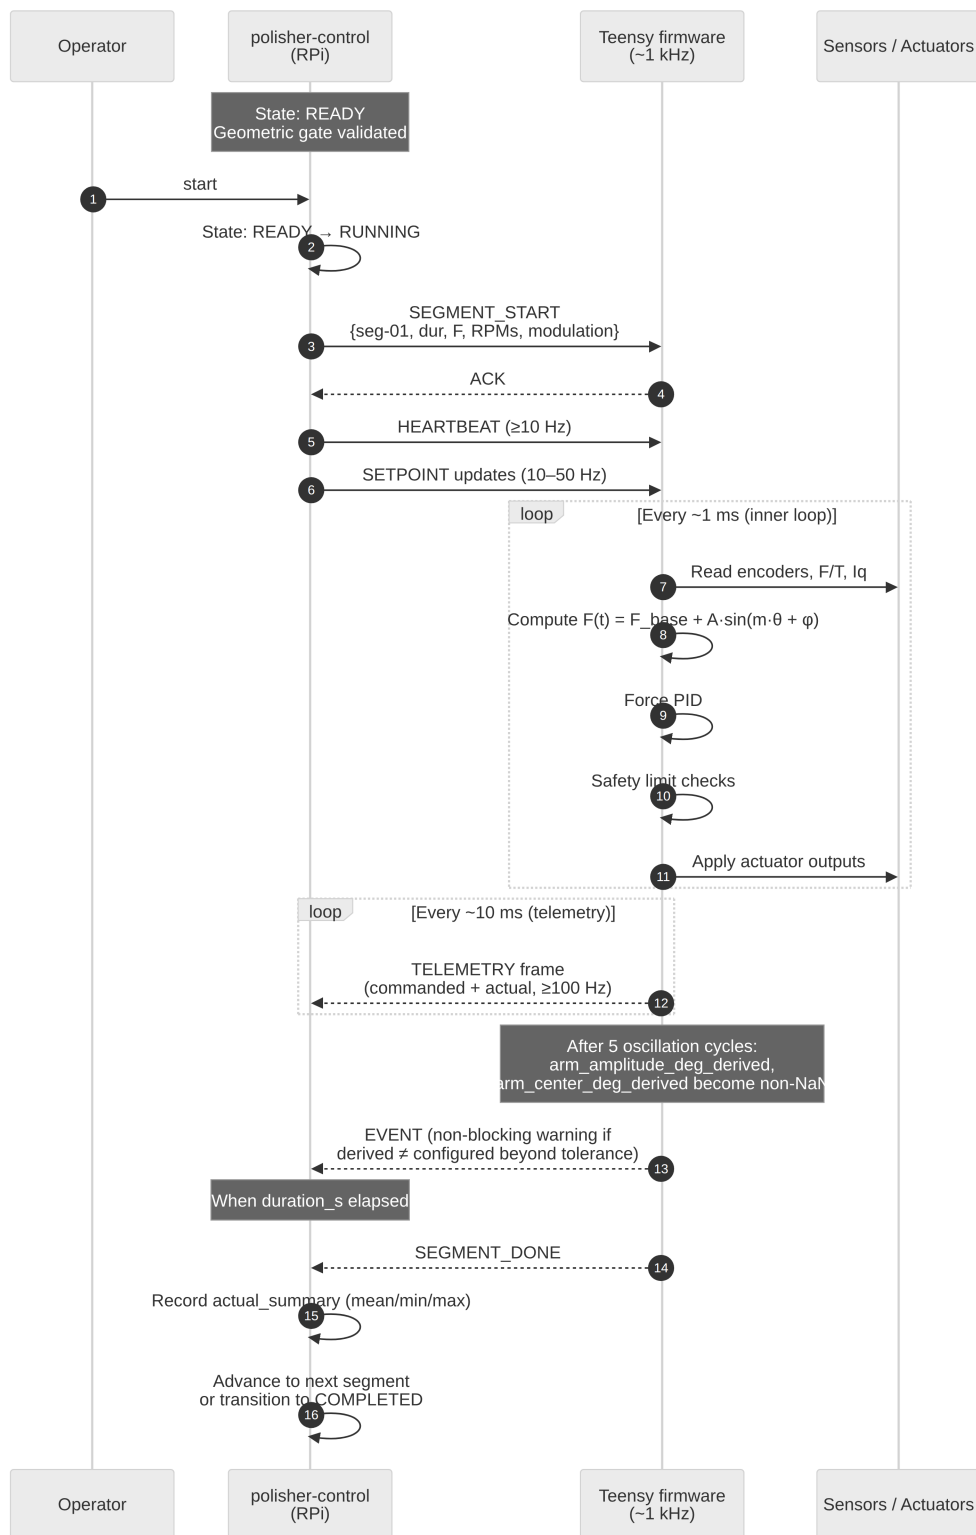 Operator
polisher-control
(RPi)
Teensy firmware
(~1 kHz)
Sensors / Actuators
State: READY
Geometric gate validated
start
1
State: READY → RUNNING
2
SEGMENT_START
{seg-01, dur, F, RPMs, modulation}
3
ACK
4
HEARTBEAT (≥10 Hz)
5
SETPOINT updates (10–50 Hz)
6
loop
[Every ~1 ms (inner loop)]
Read encoders, F/T, Iq
7
Compute F(t) = F_base + A·sin(m·θ + φ)
8
Force PID
9
Safety limit checks
10
Apply actuator outputs
11
loop
[Every ~10 ms (telemetry)]
TELEMETRY frame
(commanded + actual, ≥100 Hz)
12
After 5 oscillation cycles:
arm_amplitude_deg_derived,
arm_center_deg_derived become non-NaN
EVENT (non-blocking warning if
derived ≠ configured beyond tolerance)
13
When duration_s elapsed
SEGMENT_DONE
14
Record actual_summary (mean/min/max)
15
Advance to next segment
or transition to COMPLETED
16
Operator
polisher-control
(RPi)
Teensy firmware
(~1 kHz)
Sensors / Actuators